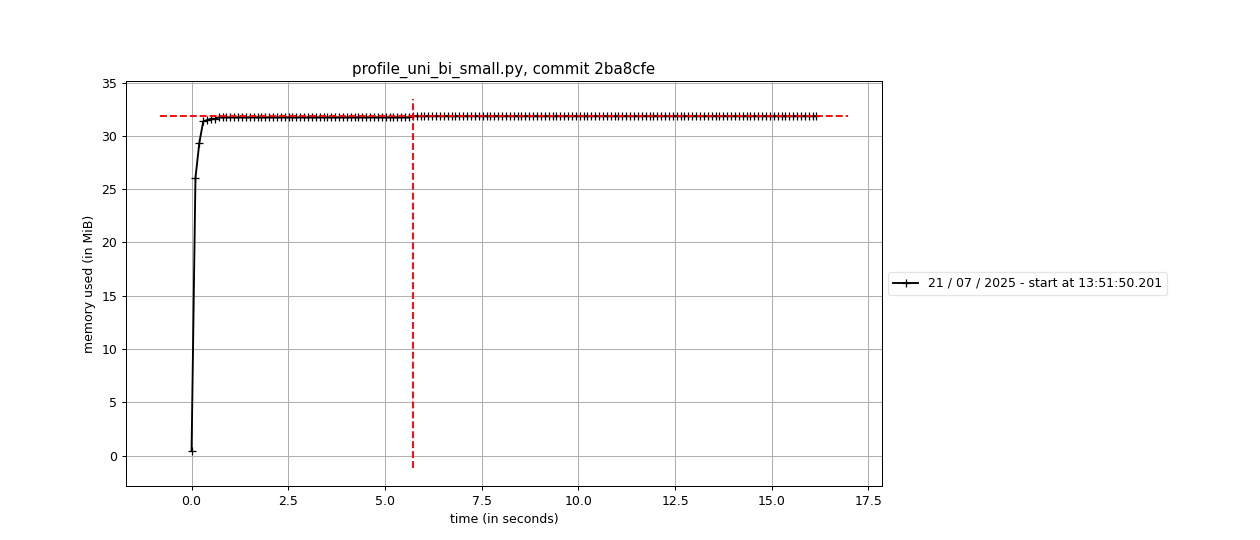 profile_uni_bi_small.py, commit 2ba8cfe
35
30
25
20
15
10
5
0
memory used (in MiB)
0.0 2.5 5.0 7.5 10.0 12.5 15.0 17.5
time (in seconds)
21 / 07 / 2025 - start at 13:51:50.201